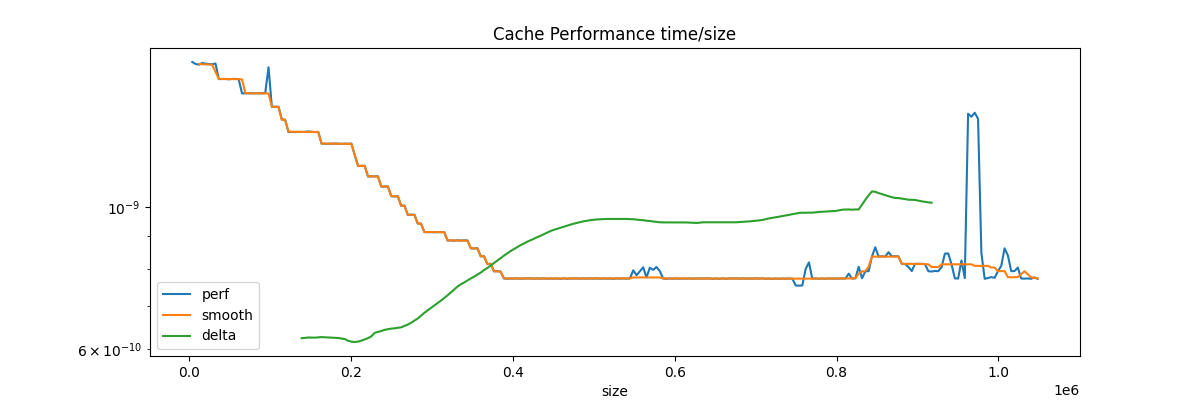 Cache Performance time/size
10⁻⁹
6 × 10⁻¹⁰
perf
smooth
delta
0.0 0.2 0.4 0.6 0.8 1.0
size
1e6